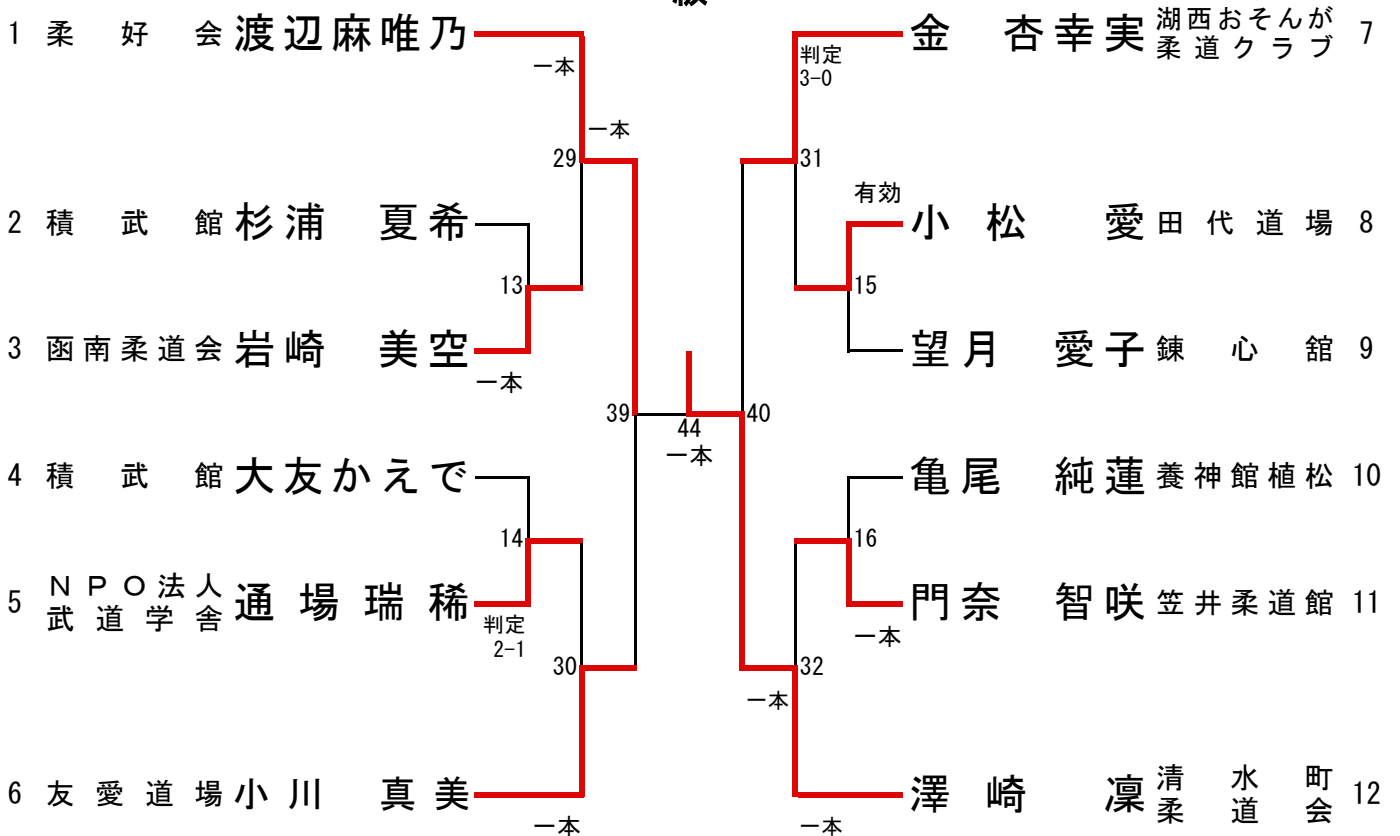 級
1 柔好会 渡辺麻唯乃
一本
一本
29
2 積武館 杉浦 夏希
13
3 函南柔道会 岩崎 美空
一本
39
4 積武館 大友かえで
14
5 NPO法人
武道学舎 通場瑞稀
判定
2-1
30
6 友愛道場 小川 真美
一本
44
一本
金 杏幸実 湖西おそんが
柔道クラブ 7
判定
3-0
31
有効
小松 愛 田代道場 8
15
望月 愛子 錬心舘 9
40
亀尾 純蓮 養神館植松 10
16
門奈 智咲 笠井柔道館 11
一本
32
一本
澤崎 凜 清水町
柔道会 12
一本